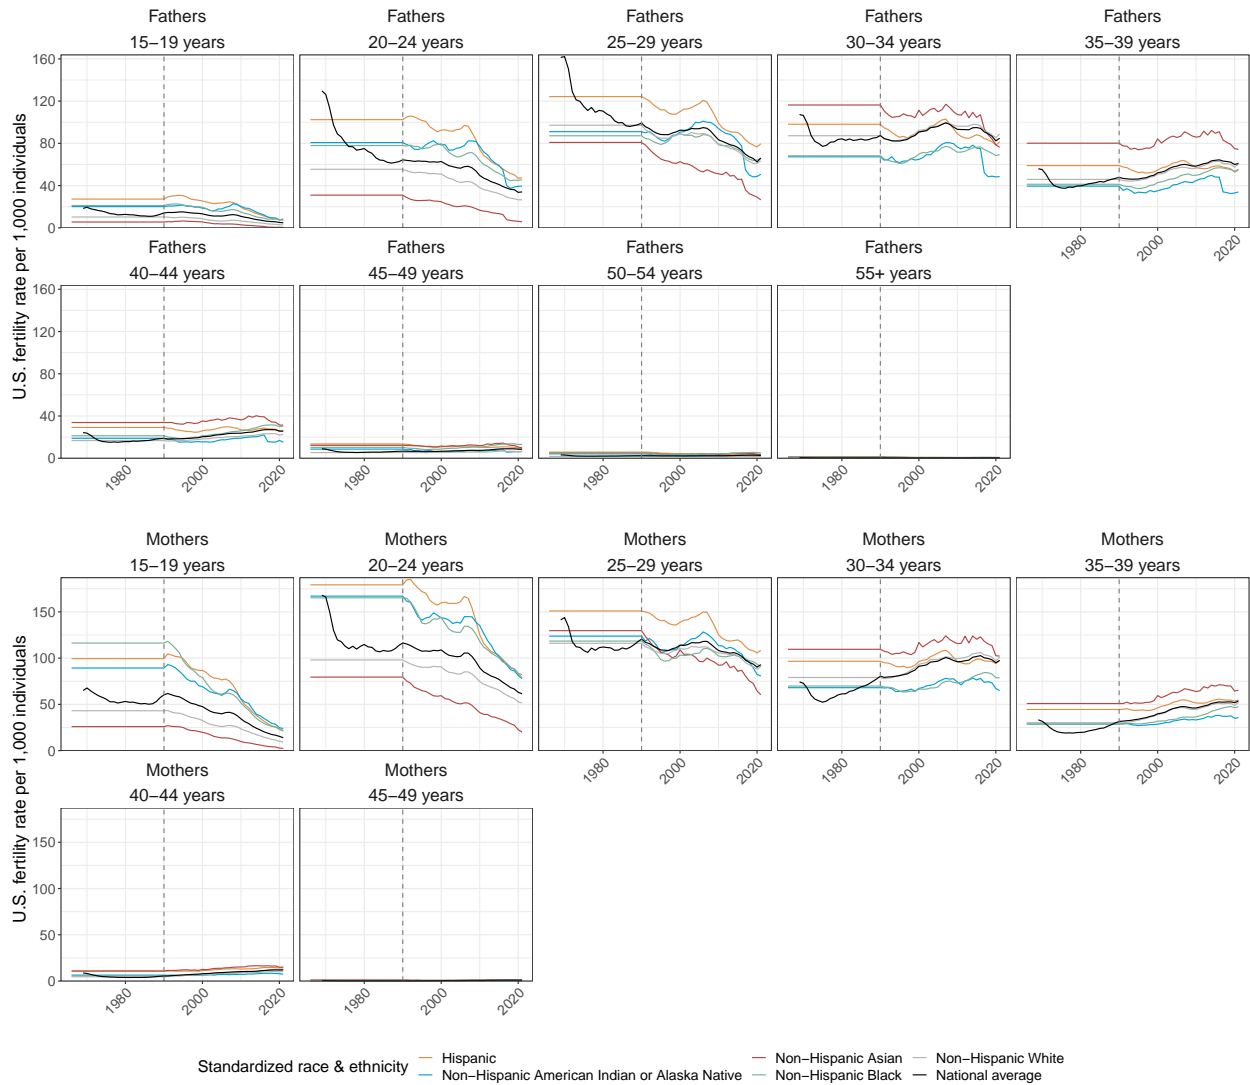 Fathers Fathers Fathers Fathers Fathers
15−19 years 20−24 years 25−29 years 30−34 years 35−39 years
160
120
80
40
0
1980 2000 2020
Fathers Fathers Fathers Fathers
40−44 years 45−49 years 50−54 years 55+ years
160
120
80
40
0
1980 2000 2020 1980 2000 2020 1980 2000 2020 1980 2000 2020
U.S. fertility rate per 1,000 individuals
Mothers Mothers Mothers Mothers Mothers
15−19 years 20−24 years 25−29 years 30−34 years 35−39 years
150
100
50
0
1980 2000 2020 1980 2000 2020 1980 2000 2020
Mothers Mothers
40−44 years 45−49 years
150
100
50
0
1980 2000 2020 1980 2000 2020
U.S. fertility rate per 1,000 individuals
Standardized race & ethnicity
Hispanic Non−Hispanic Asian Non−Hispanic White
Non−Hispanic American Indian or Alaska Native Non−Hispanic Black National average